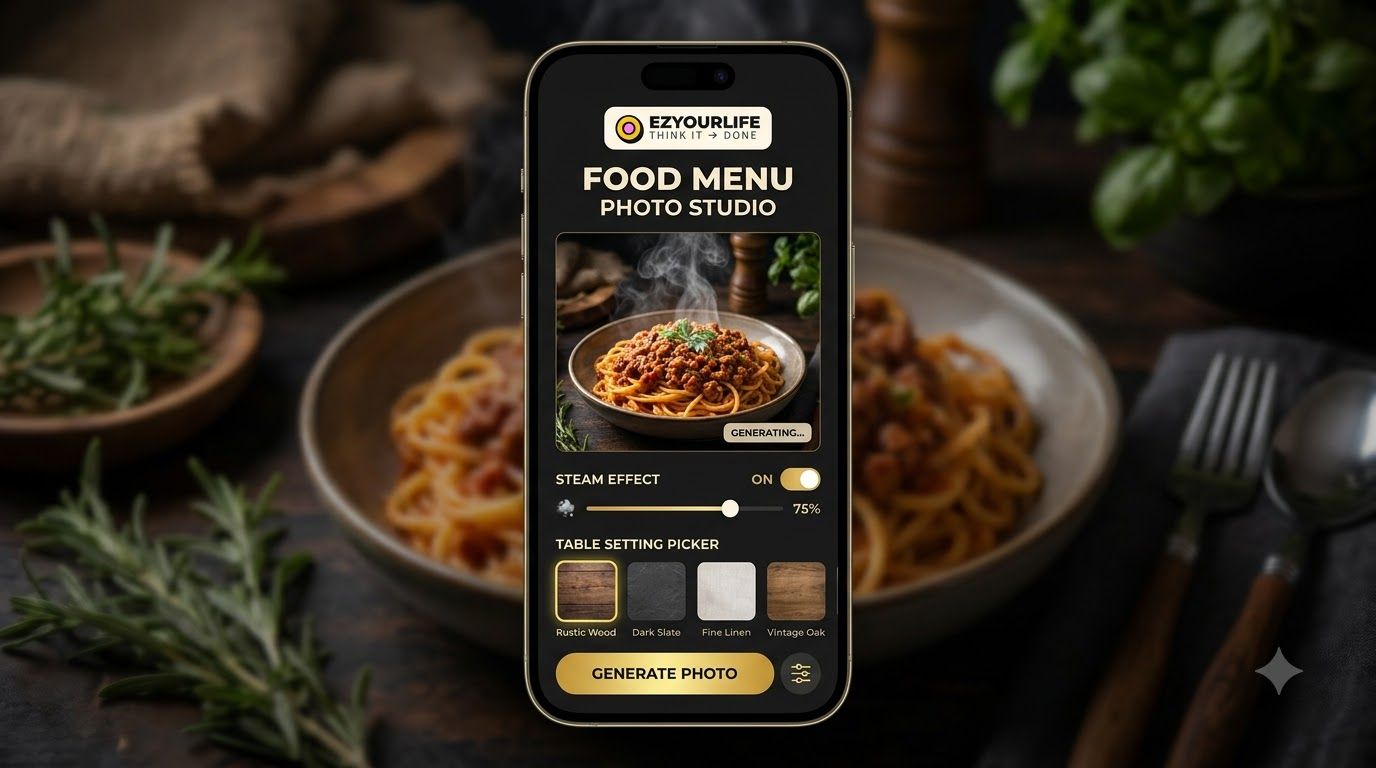 EZYOURLIFE
THINK IT → DONE
FOOD MENU
PHOTO STUDIO
GENERATING...
STEAM EFFECT ON
75%
TABLE SETTING PICKER
Rustic Wood Dark Slate Fine Linen Vintage Oak
GENERATE PHOTO